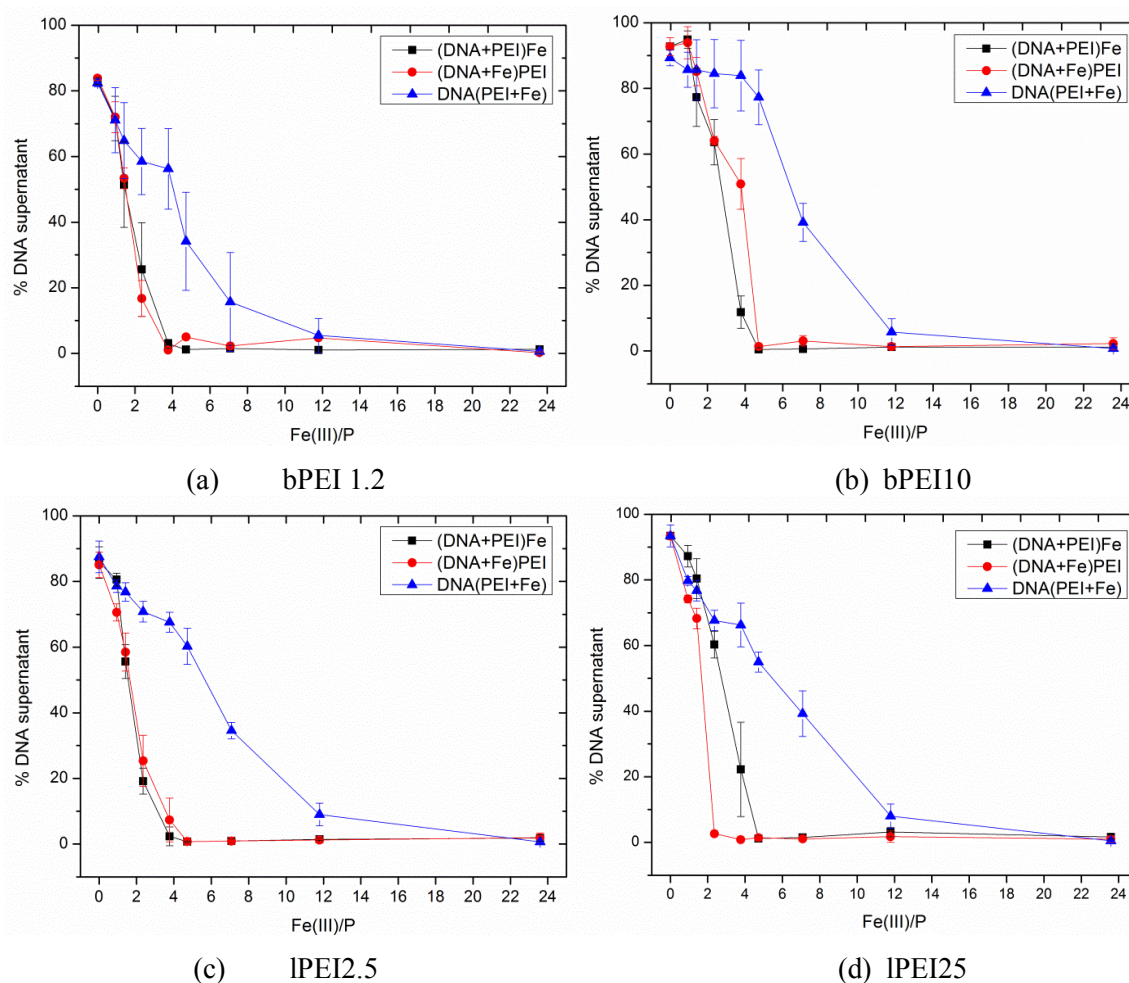 100
80
60
40
20
0
% DNA supernatant
(DNA+PEI)Fe
(DNA+Fe)PEI
DNA(PEI+Fe)
0 2 4 6 8 10 12 14 16 18 20 22 24
Fe(III)/P
(a) bPEI 1.2
100
80
60
40
20
0
% DNA supernatant
(DNA+PEI)Fe
(DNA+Fe)PEI
DNA(PEI+Fe)
0 2 4 6 8 10 12 14 16 18 20 22 24
Fe(III)/P
(b) bPEI10
100
80
60
40
20
0
% DNA supernatant
(DNA+PEI)Fe
(DNA+Fe)PEI
DNA(PEI+Fe)
0 2 4 6 8 10 12 14 16 18 20 22 24
Fe(III)/P
(c) lPEI2.5
100
80
60
40
20
0
% DNA supernatant
(DNA+PEI)Fe
(DNA+Fe)PEI
DNA(PEI+Fe)
0 2 4 6 8 10 12 14 16 18 20 22 24
Fe(III)/P
(d) lPEI25